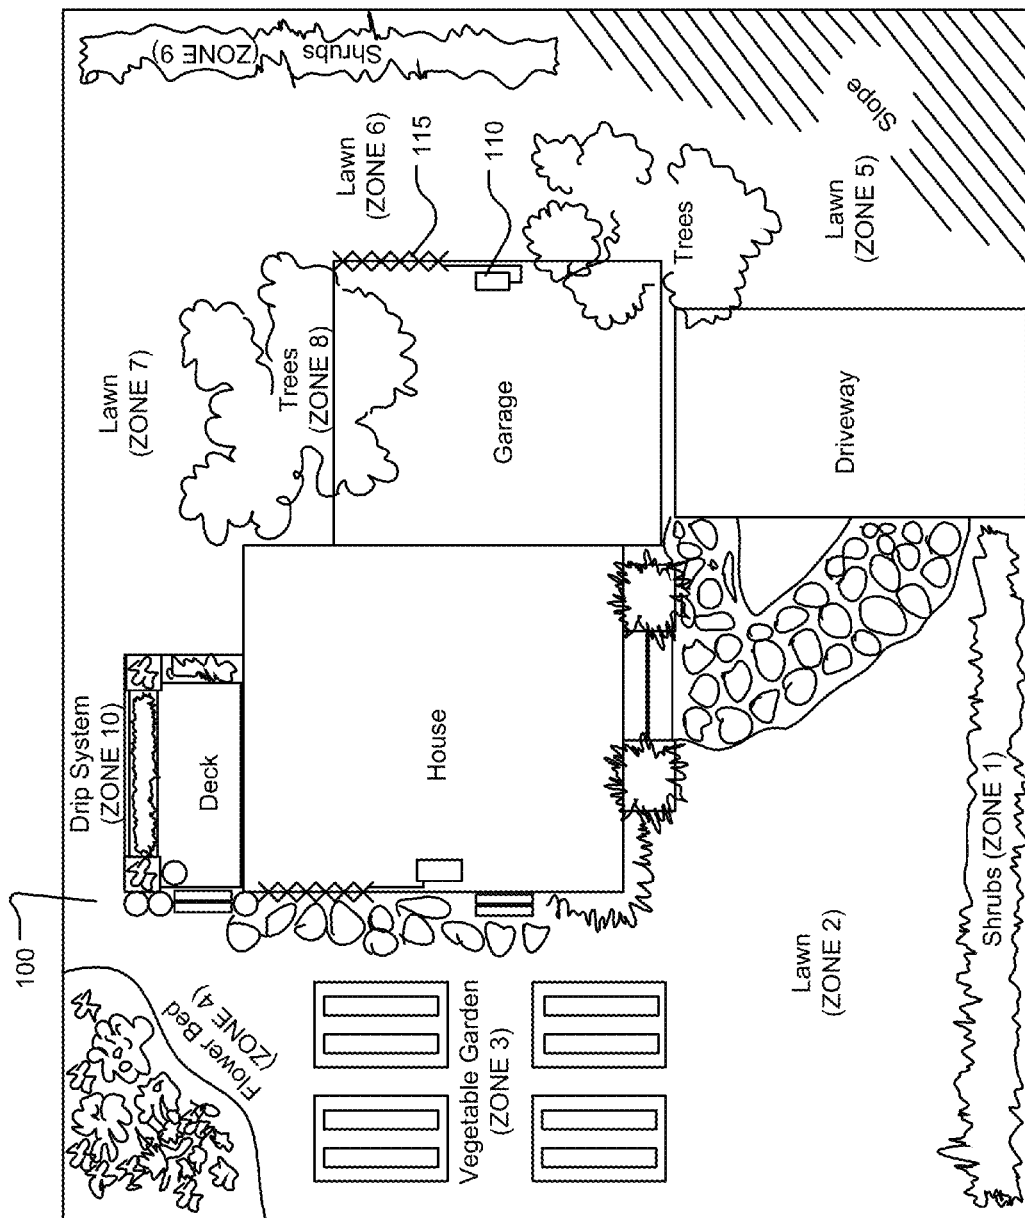 100
Flower Bed
(ZONE 4)
Drip System
(ZONE 10)
Lawn
(ZONE 7)
Deck
Trees
(ZONE 8)
Shrubs
(ZONE 9)
Lawn
(ZONE 6)
115
110
Vegetable Garden
(ZONE 3)
House
Garage
Trees
Lawn
(ZONE 2)
Driveway
Lawn
(ZONE 5)
Slope
Shrubs (ZONE 1)